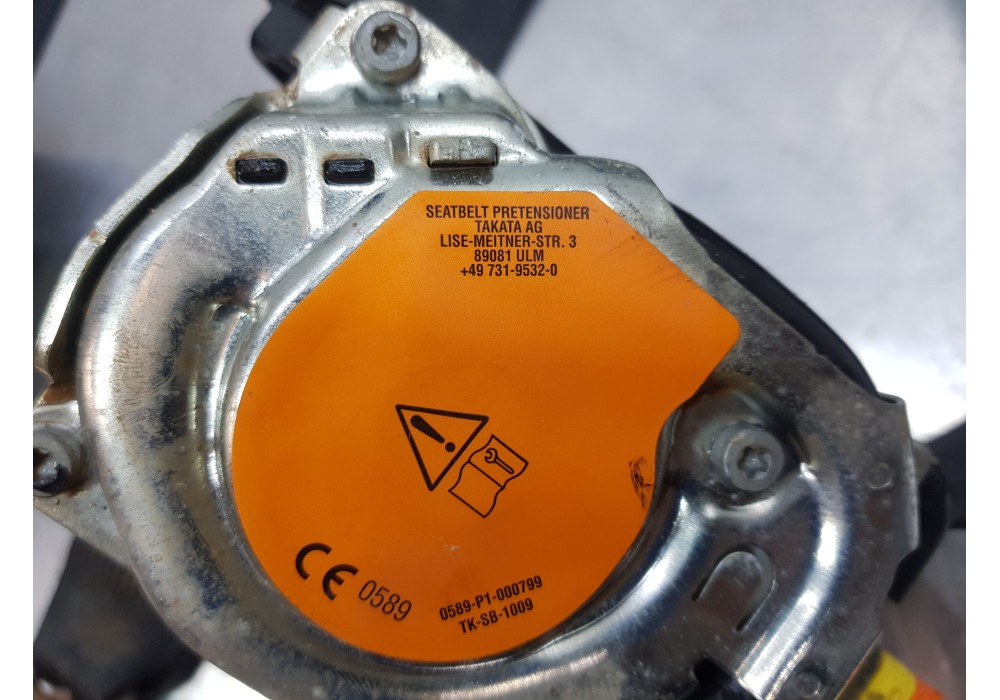 SEATBELT PRETENSIONER
TAKATA AG
LISE-MEITNER-STR. 3
89081 ULM
+49 731-9532-0
CE 0589
0589-P1-000799
TK-SB-1009